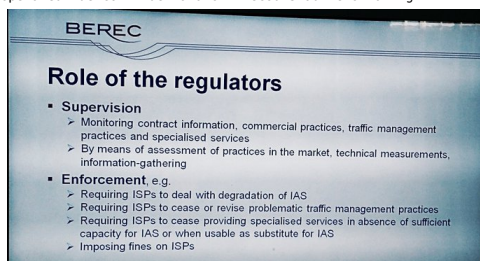 BEREC
Role of the regulators
▪ Supervision
➢ Monitoring contract information, commercial practices, traffic management
practices and specialised services
➢ By means of assessment of practices in the market, technical measurements,
information-gathering
▪ Enforcement, e.g.
➢ Requiring ISPs to deal with degradation of IAS
➢ Requiring ISPs to cease or revise problematic traffic management practices
➢ Requiring ISPs to cease providing specialised services in absence of sufficient
capacity for IAS or when usable as substitute for IAS
➢ Imposing fines on ISPs